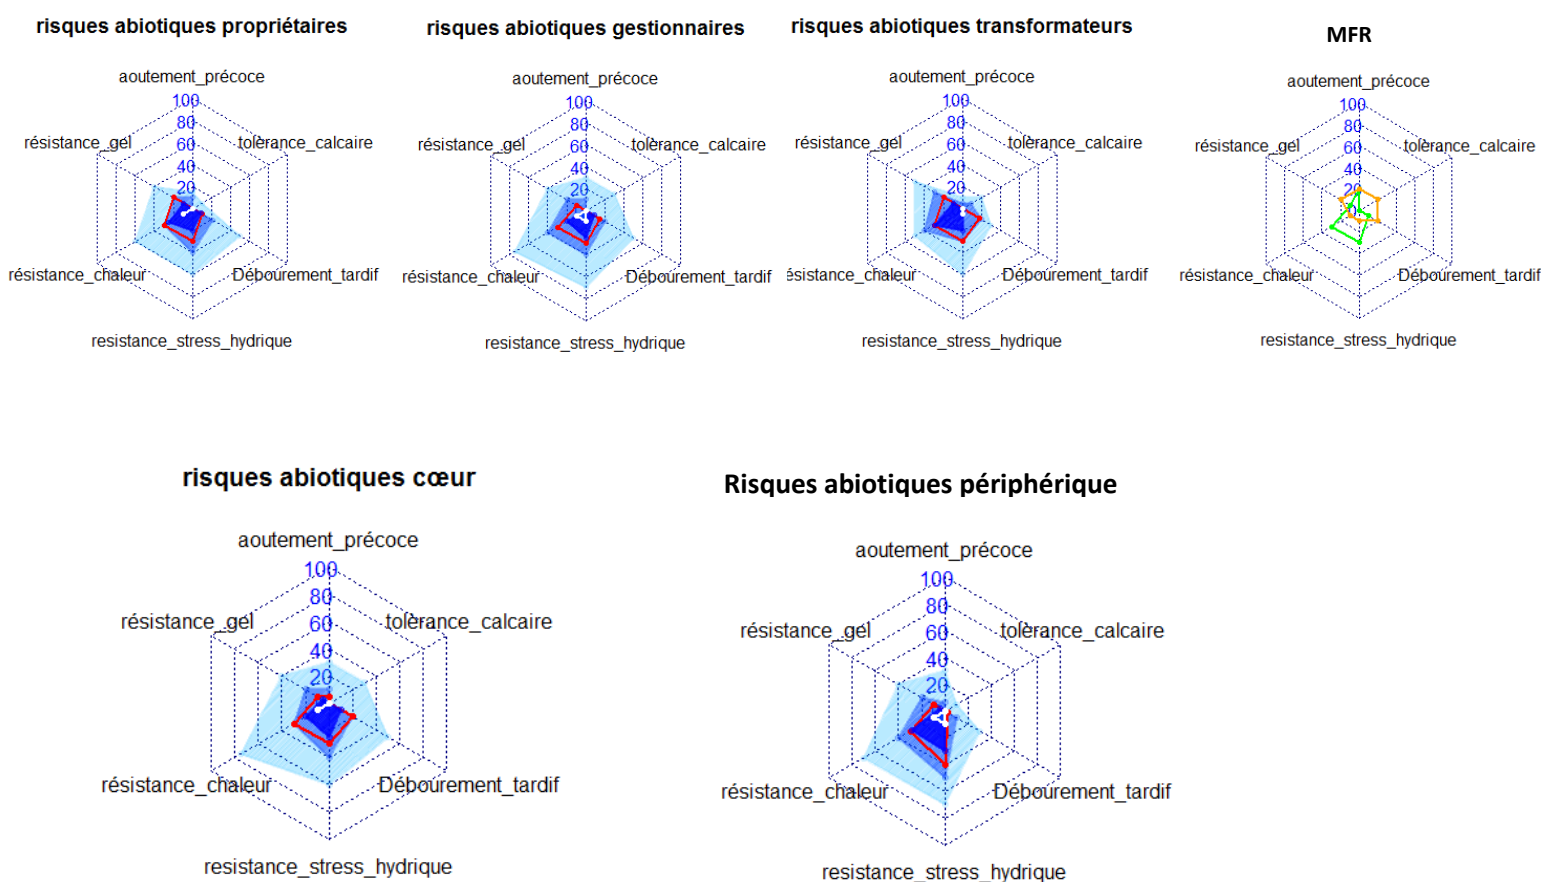 risques abiotiques propriétaires
aoutement_précoce
100
80
60
40
20
résistance_gel
tolérance_calcaire
résistance_chaleur
Débourement_tardif
resistance_stress_hydrique
risques abiotiques gestionnaires
aoutement_précoce
100
80
60
40
20
résistance_gel
tolérance_calcaire
résistance_chaleur
Débourement_tardif
resistance_stress_hydrique
risques abiotiques transformateurs
aoutement_précoce
100
80
60
40
20
résistance_gel
tolérance_calcaire
ésistance_chaleur
Débourement_tardif
resistance_stress_hydrique
MFR
aoutement_précoce
100
80
60
40
20
0
résistance_gel
tolérance_calcaire
résistance_chaleur
Débourement_tardif
resistance_stress_hydrique
risques abiotiques cœur
aoutement_précoce
100
80
60
40
20
résistance_gel
tolérance_calcaire
résistance_chaleur
Débourement_tardif
resistance_stress_hydrique
Risques abiotiques périphérique
aoutement_précoce
100
80
60
40
20
résistance_gel
tolérance_calcaire
résistance_chaleur
Débourement_tardif
resistance_stress_hydrique